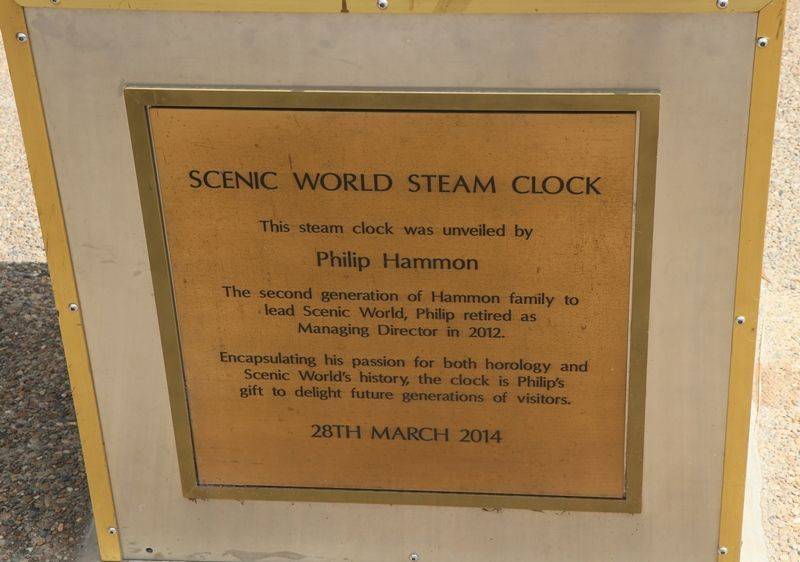 SCENIC WORLD STEAM CLOCK
This steam clock was unveiled by
Philip Hammon
The second generation of Hammon family to
lead Scenic World, Philip retired as
Managing Director in 2012.
Encapsulating his passion for both horology and
Scenic World's history, the clock is Philip's
gift to delight future generations of visitors.
28TH MARCH 2014